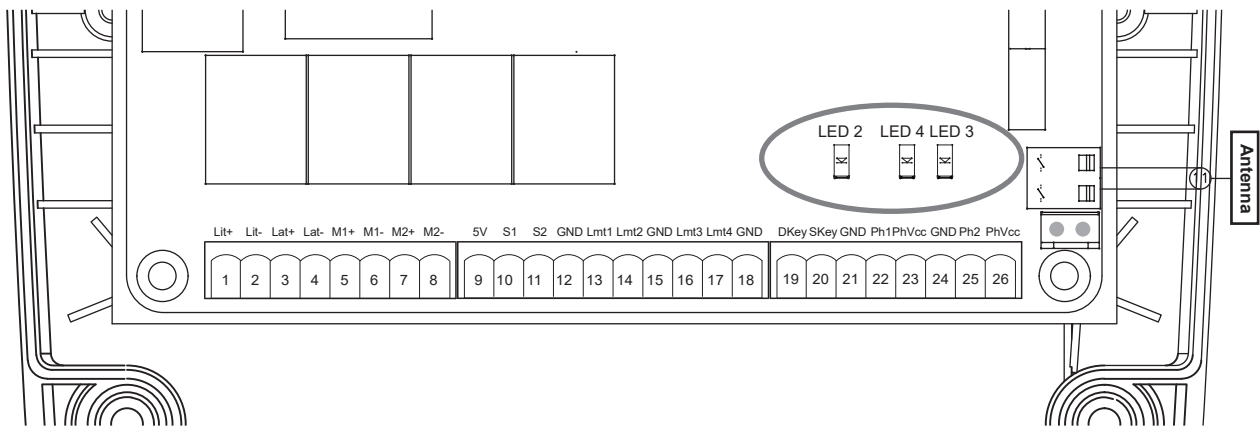 LED 2 LED 4 LED 3
Antenna
11
Lit+ Lit- Lat+ Lat- M1+ M1- M2+ M2- 5V S1 S2 GND Lmt1 Lmt2 GND Lmt3 Lmt4 GND DKey SKey GND Ph1 PhVcc GND Ph2 PhVcc
1 2 3 4 5 6 7 8 9 10 11 12 13 14 15 16 17 18 19 20 21 22 23 24 25 26